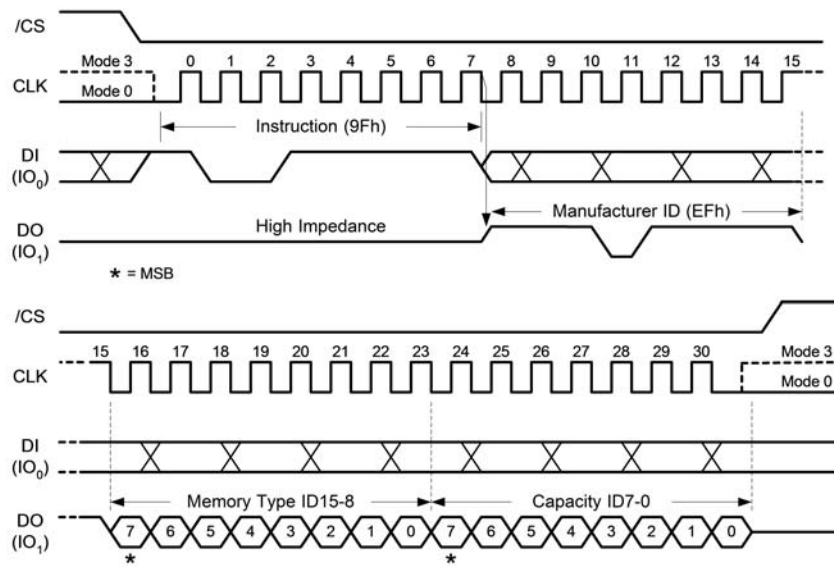 /CS
Mode 3 0 1 2 3 4 5 6 7 8 9 10 11 12 13 14 15
CLK
Mode 0
Instruction (9Fh)
DI
(IO0)
Manufacturer ID (EFh)
High Impedance
DO
(IO1)
* = MSB
/CS
15 16 17 18 19 20 21 22 23 24 25 26 27 28 29 30 Mode 3
CLK
Mode 0
DI
(IO0)
Memory Type ID15-8 Capacity ID7-0
DO
(IO1)
7 6 5 4 3 2 1 0 7 6 5 4 3 2 1 0
* *